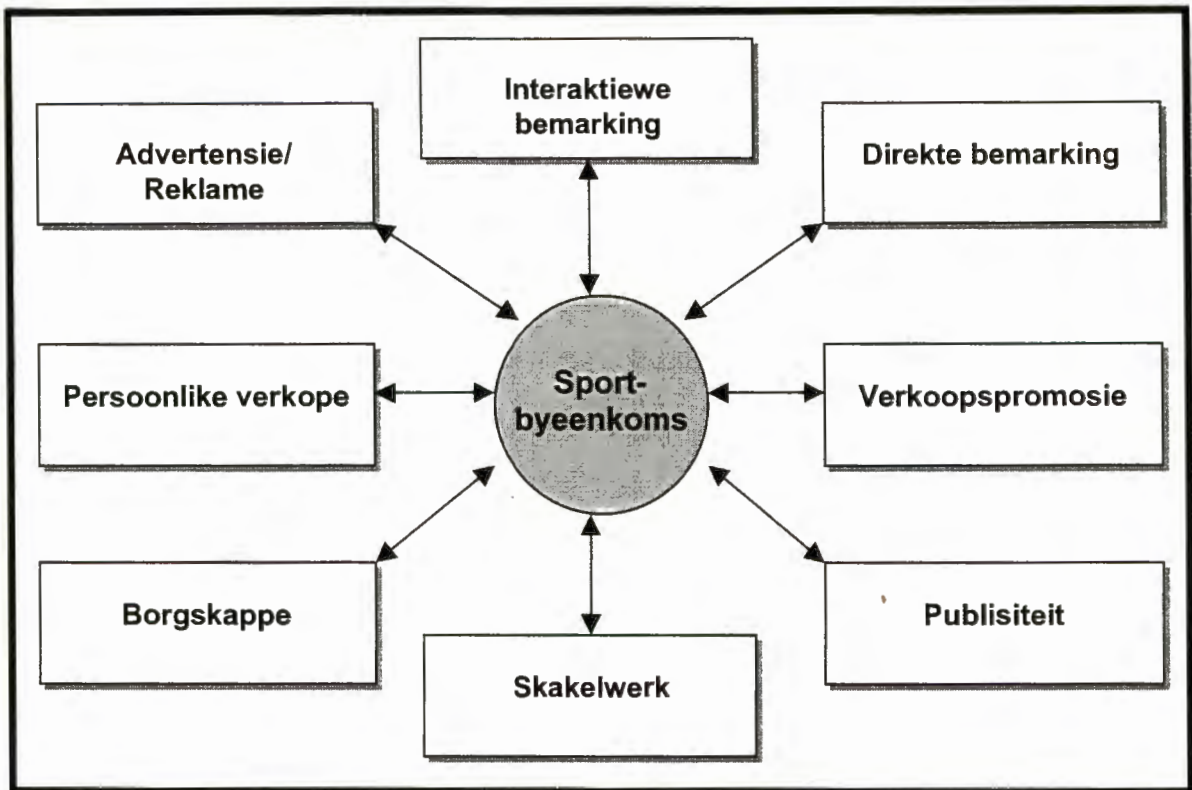 Interaktiewe
bemarking
Advertensie/
Reklame
Direkte bemarking
Persoonlike verkope
Sport-
byeenkoms
Verkoopspromosie
Borgskappe
Publisiteit
Skakelwerk